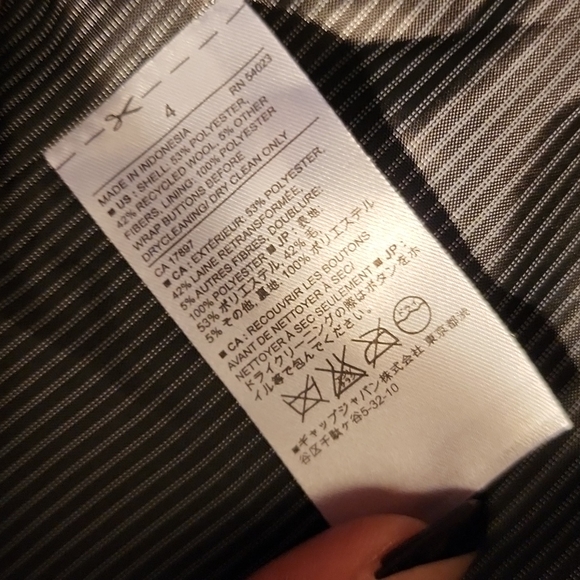 4
RN 54023
MADE IN INDONESIA
■ US : SHELL: 53% POLYESTER,
42% RECYCLED WOOL, 5% OTHER
FIBERS. LINING: 100% POLYESTER
WRAP BUTTONS BEFORE
DRYCLEANING/ DRY CLEAN ONLY
CA 17897
■ CA : EXTÉRIEUR: 53% POLYESTER,
42% LAINE RETRANSFORMÉE,
5% AUTRES FIBRES. DOUBLURE:
100% POLYESTER ■ JP : 表地
53% ポリエステル 42% 毛
5% その他, 裏地: 100% ポリエステル
■ CA : RECOUVRIR LES BOUTONS
AVANT DE NETTOYER À SEC/
NETTOYER À SEC SEULEMENT ■ JP :
ドライクリーニングの際はボタンをホ
イル等で包んでください。
■ギャップジャパン株式会社 東京都渋
谷区千駄ヶ谷5-32-10